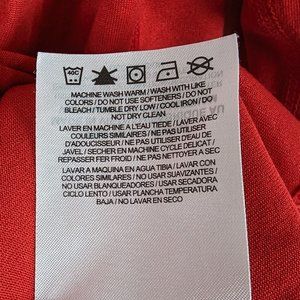 40C
MACHINE WASH WARM / WASH WITH LIKE
COLORS / DO NOT USE SOFTENERS / DO NOT
BLEACH / TUMBLE DRY LOW / COOL IRON / DO
NOT DRY CLEAN
LAVER EN MACHINE A L'EAU TIEDE / LAVER AVEC
COULEURS SIMILAIRES / NE PAS UTILISER
D'ADOUCISSEUR / NE PAS UTILISER D'EAU DE
JAVEL / SECHER EN MACHINE CYCLE DELICAT /
REPASSER FER FROID / NE PAS NETTOYER A SEC
LAVAR A MAQUINA EN AGUA TIBIA / LAVAR CON
COLORES SIMILARES / NO USAR SUAVIZANTES /
NO USAR BLANQUEADORES / USAR SECADORA
CICLO LENTO / USAR PLANCHA TEMPERATURA
BAJA / NO LAVAR EN SECO